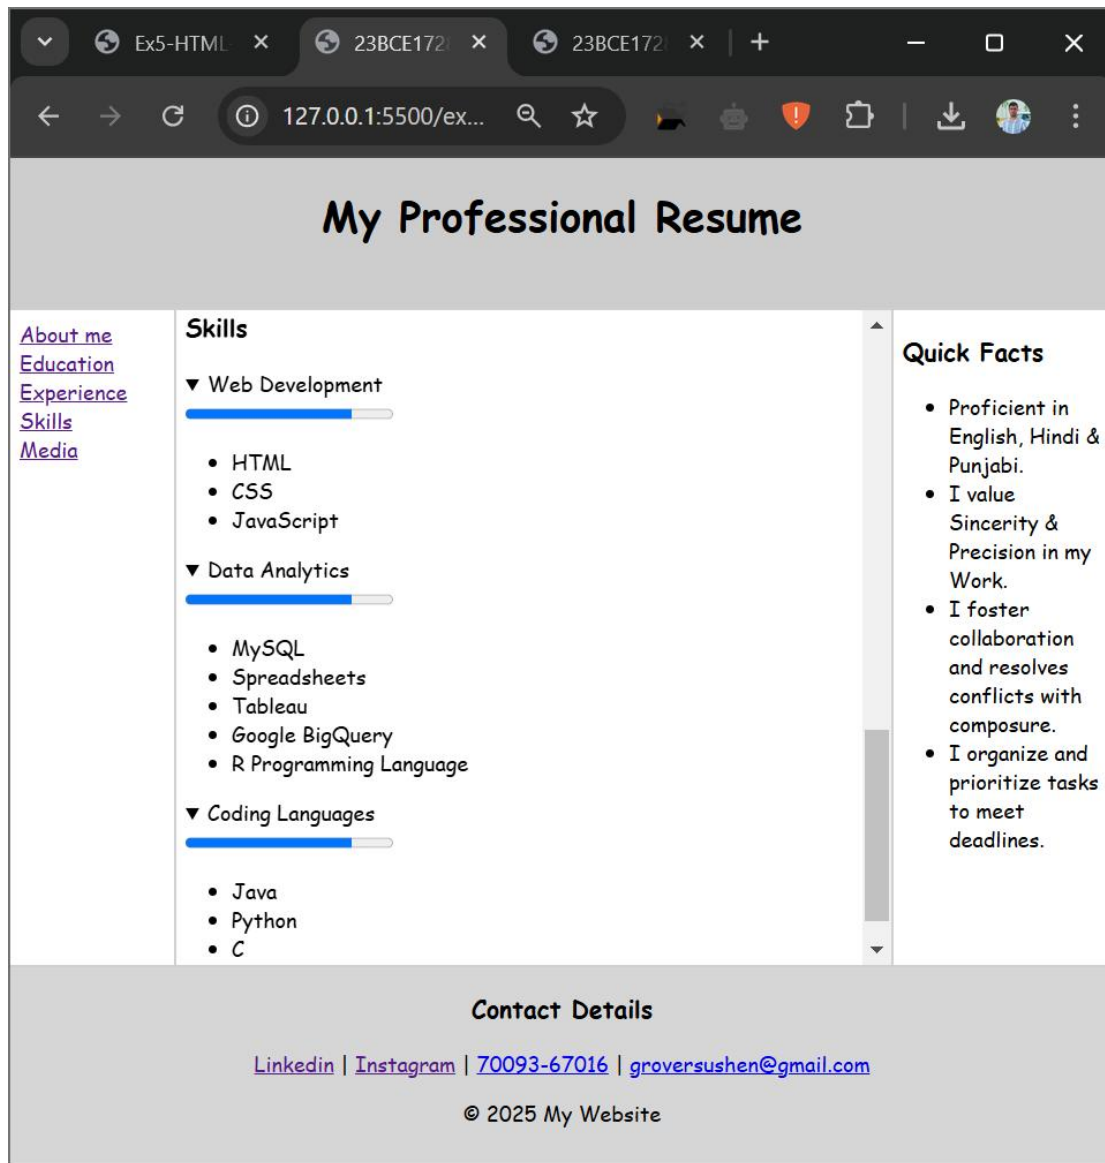 Ex5-HTML
23BCE172
23BCE172
127.0.0.1:5500/ex...
My Professional Resume
About me
Education
Experience
Skills
Media
Skills
Web Development
HTML
CSS
JavaScript
Data Analytics
MySQL
Spreadsheets
Tableau
Google BigQuery
R Programming Language
Coding Languages
Java
Python
C
Quick Facts
Proficient in
English, Hindi &
Punjabi.
I value
Sincerity &
Precision in my
Work.
I foster
collaboration
and resolves
conflicts with
composure.
I organize and
prioritize tasks
to meet
deadlines.
Contact Details
Linkedin | Instagram | 70093-67016 | groversushen@gmail.com
© 2025 My Website